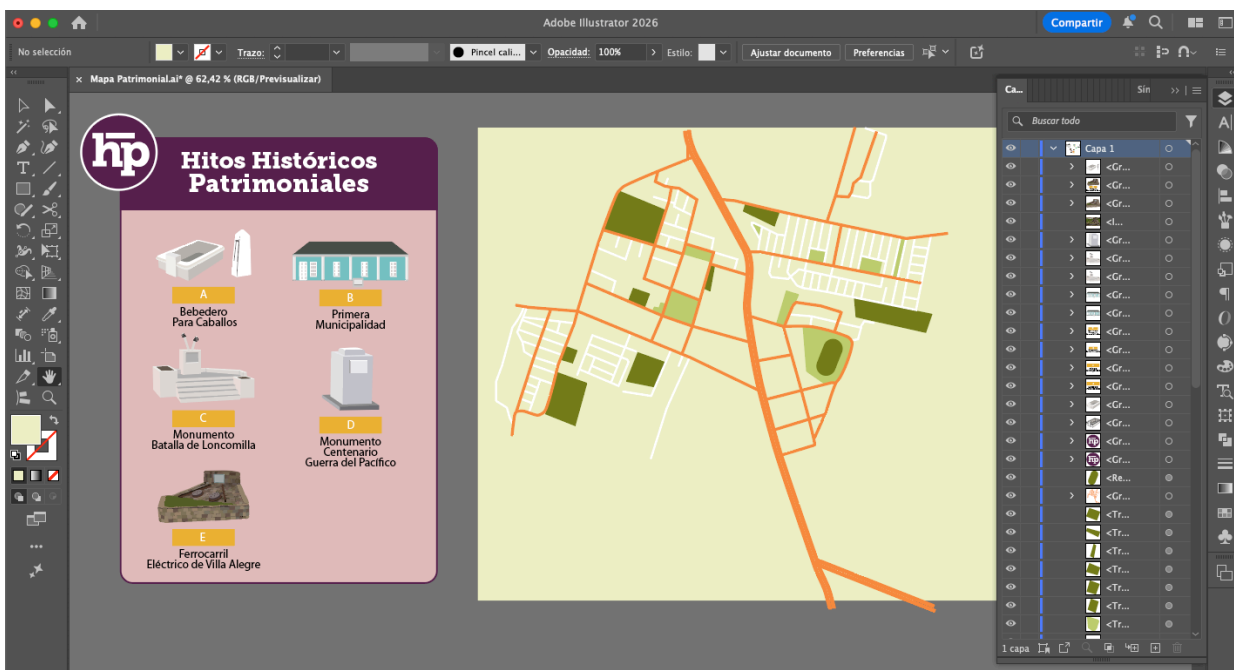 Adobe Illustrator 2026
Compartir
No selección
Trazo:
Pincel cali...
Opacidad: 100%
Estilo:
Ajustar documento
Preferencias
× Mapa Patrimonial.ai* @ 62,42 % (RGB/Previsualizar)
hp
Hitos Históricos
Patrimoniales
A
Bebedero
Para Caballos
B
Primera
Municipalidad
C
Monumento
Batalla de Loncomilla
D
Monumento
Centenario
Guerra del Pacífico
E
Ferrocarril
Eléctrico de Villa Alegre
Ca...
Sin
Buscar todo
Capa 1
<Gr...
<Gr...
<Gr...
<I...
<Gr...
<Gr...
<Gr...
<Gr...
<Gr...
<Gr...
<Gr...
<Gr...
<Gr...
<Gr...
<Gr...
<Gr...
<Gr...
<Re...
<Gr...
<Tr...
<Tr...
<Tr...
<Tr...
<Tr...
<Tr...
<Tr...
1 capa